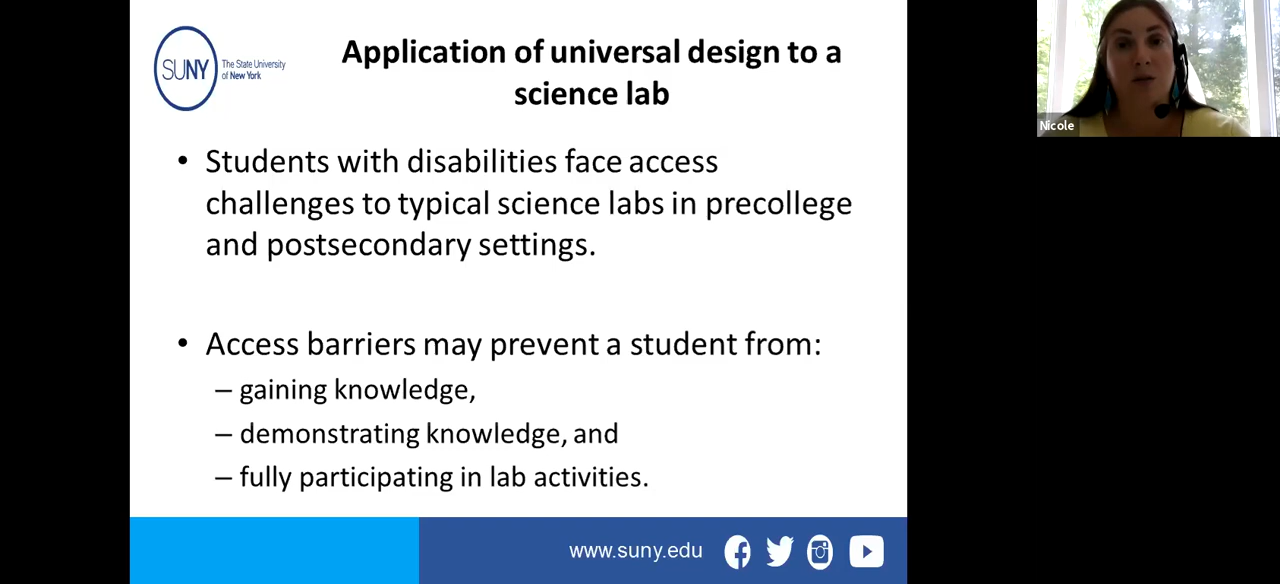 SUNY
The State University
of New York
Application of universal design to a
science lab
• Students with disabilities face access
challenges to typical science labs in precollege
and postsecondary settings.
• Access barriers may prevent a student from:
– gaining knowledge,
– demonstrating knowledge, and
– fully participating in lab activities.
www.suny.edu
Nicole